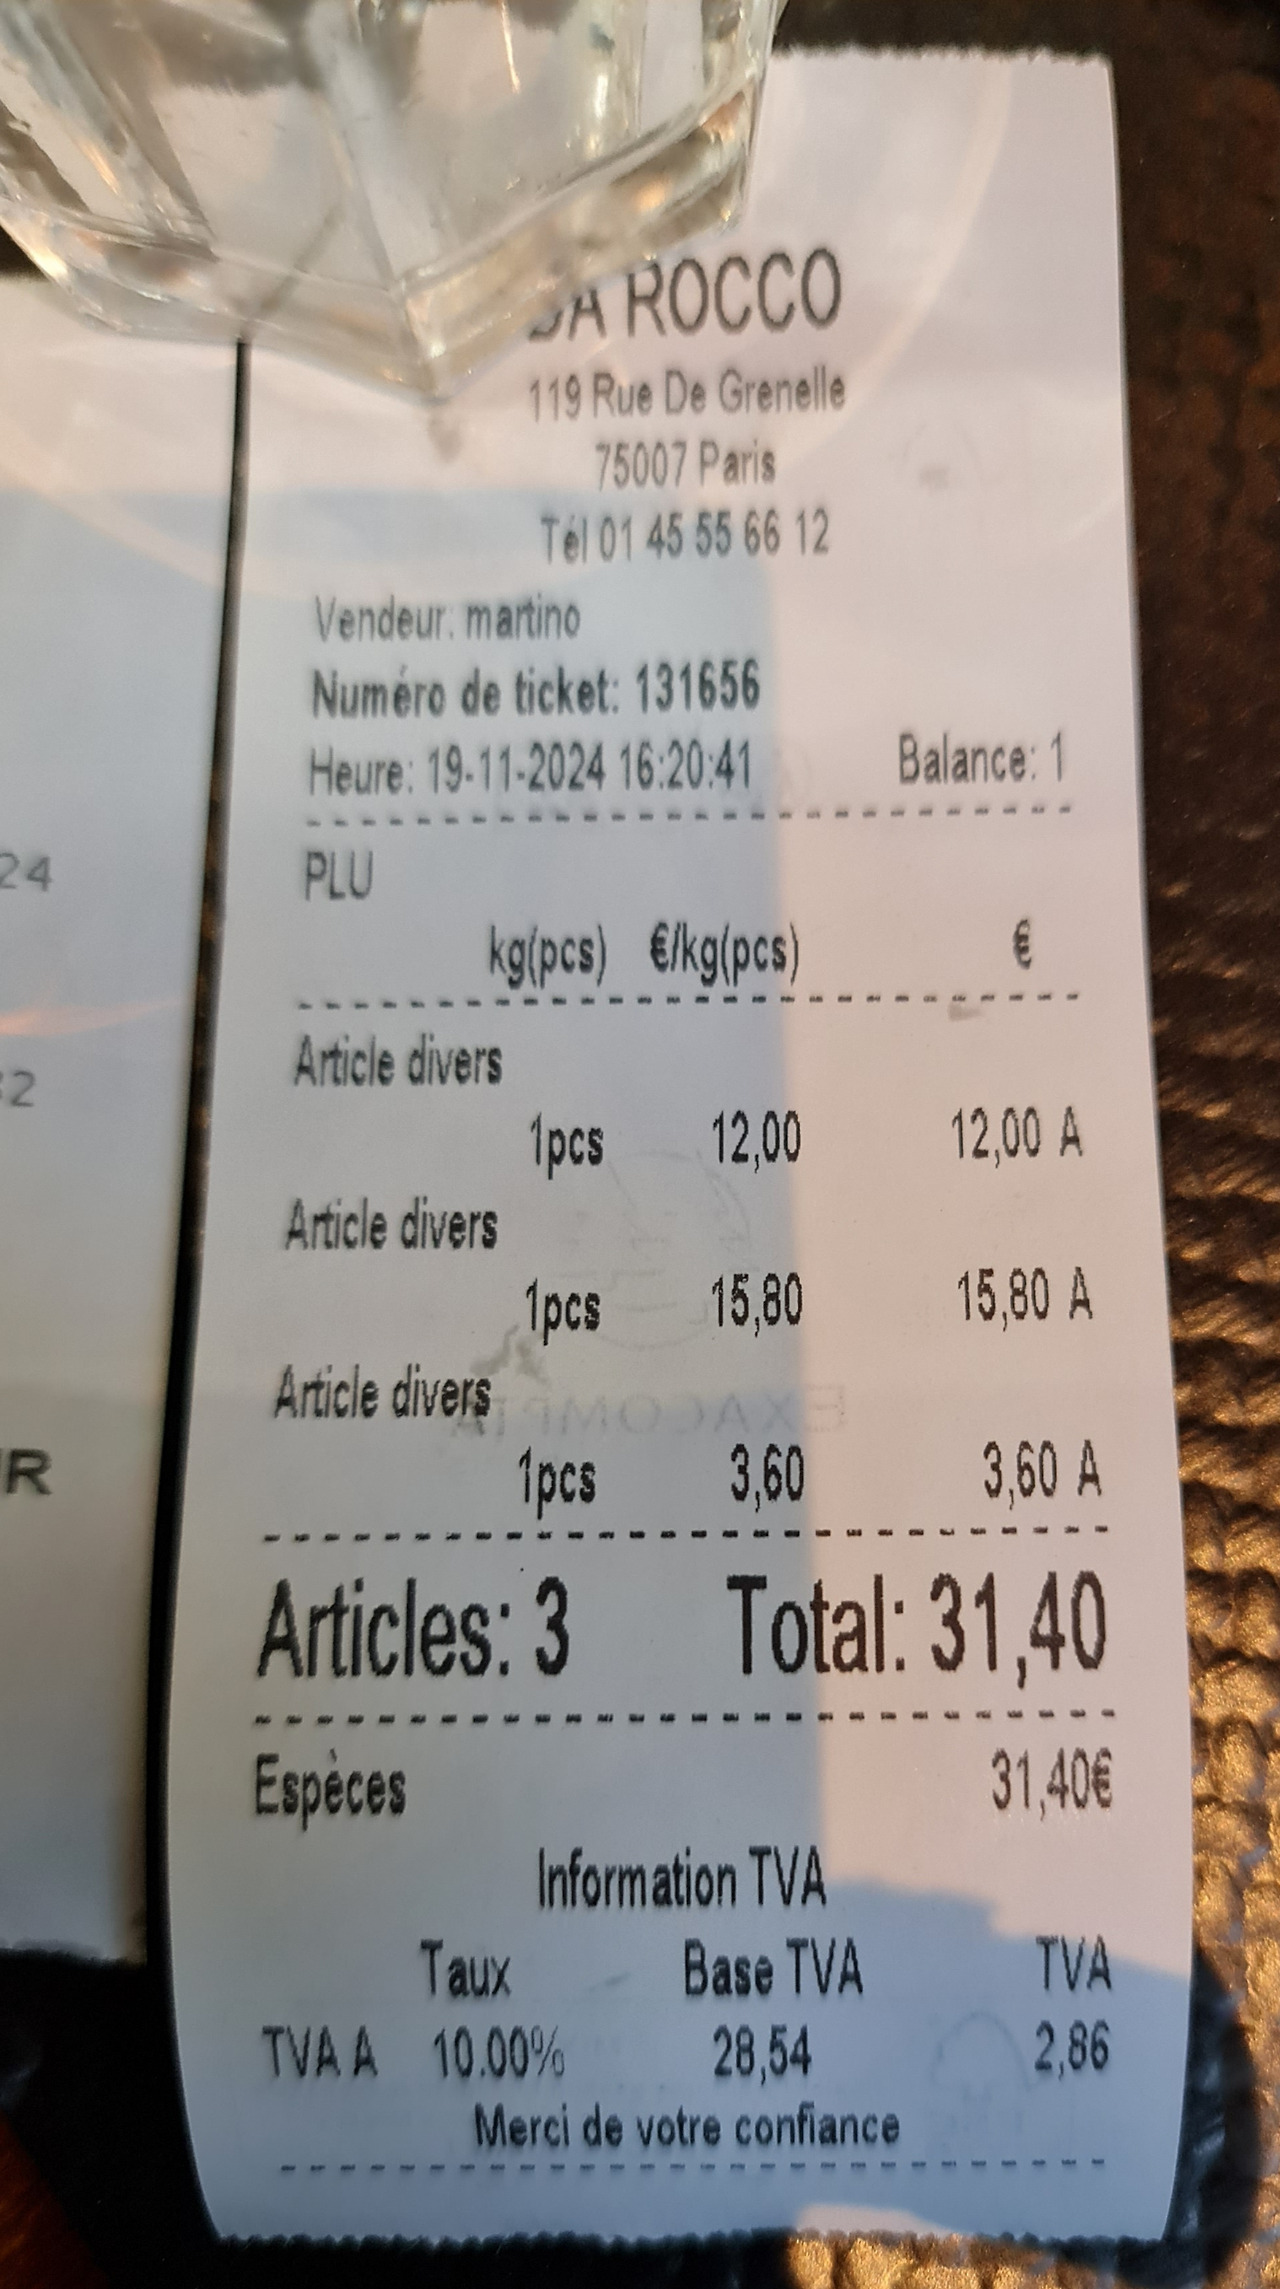 DA ROCCO
119 Rue De Grenelle
75007 Paris
Tél 01 45 55 66 12
Vendeur: martino
Numéro de ticket: 131656
Heure: 19-11-2024 16:20:41 Balance: 1
PLU
kg(pcs) €/kg(pcs) €
Article divers
1pcs 12,00 12,00 A
Article divers
1pcs 15,80 15,80 A
Article divers
1pcs 3,60 3,60 A
Articles: 3 Total: 31,40
Espèces 31,40€
Information TVA
Taux Base TVA TVA
TVA A 10.00% 28,54 2,86
Merci de votre confiance
24
2
R
EXACOMPTA